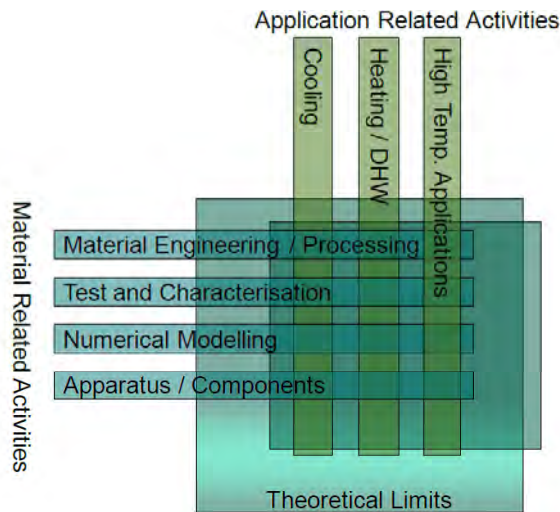 Application Related Activities
Cooling
Heating / DHW
High Temp. Applications
Material Related Activities
Material Engineering / Processing
Test and Characterisation
Numerical Modelling
Apparatus / Components
Theoretical Limits